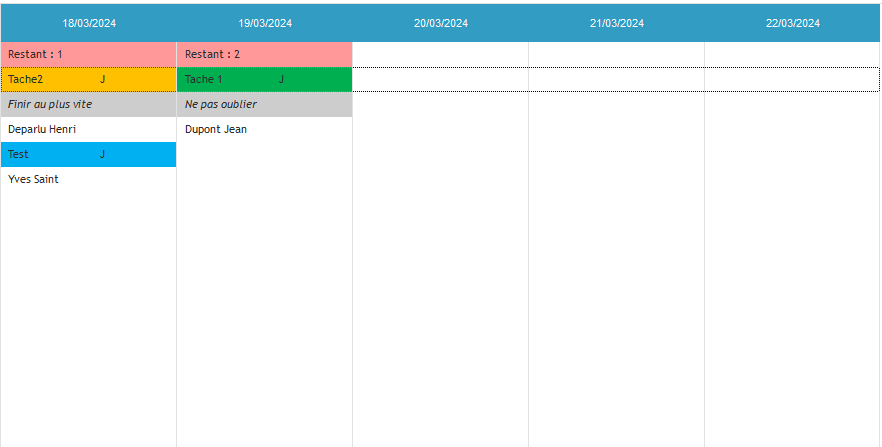 18/03/2024 19/03/2024 20/03/2024 21/03/2024 22/03/2024
Restant : 1 Restant : 2
Tache2 J Tache 1 J
Finir au plus vite Ne pas oublier
Deparlu Henri Dupont Jean
Test J
Yves Saint